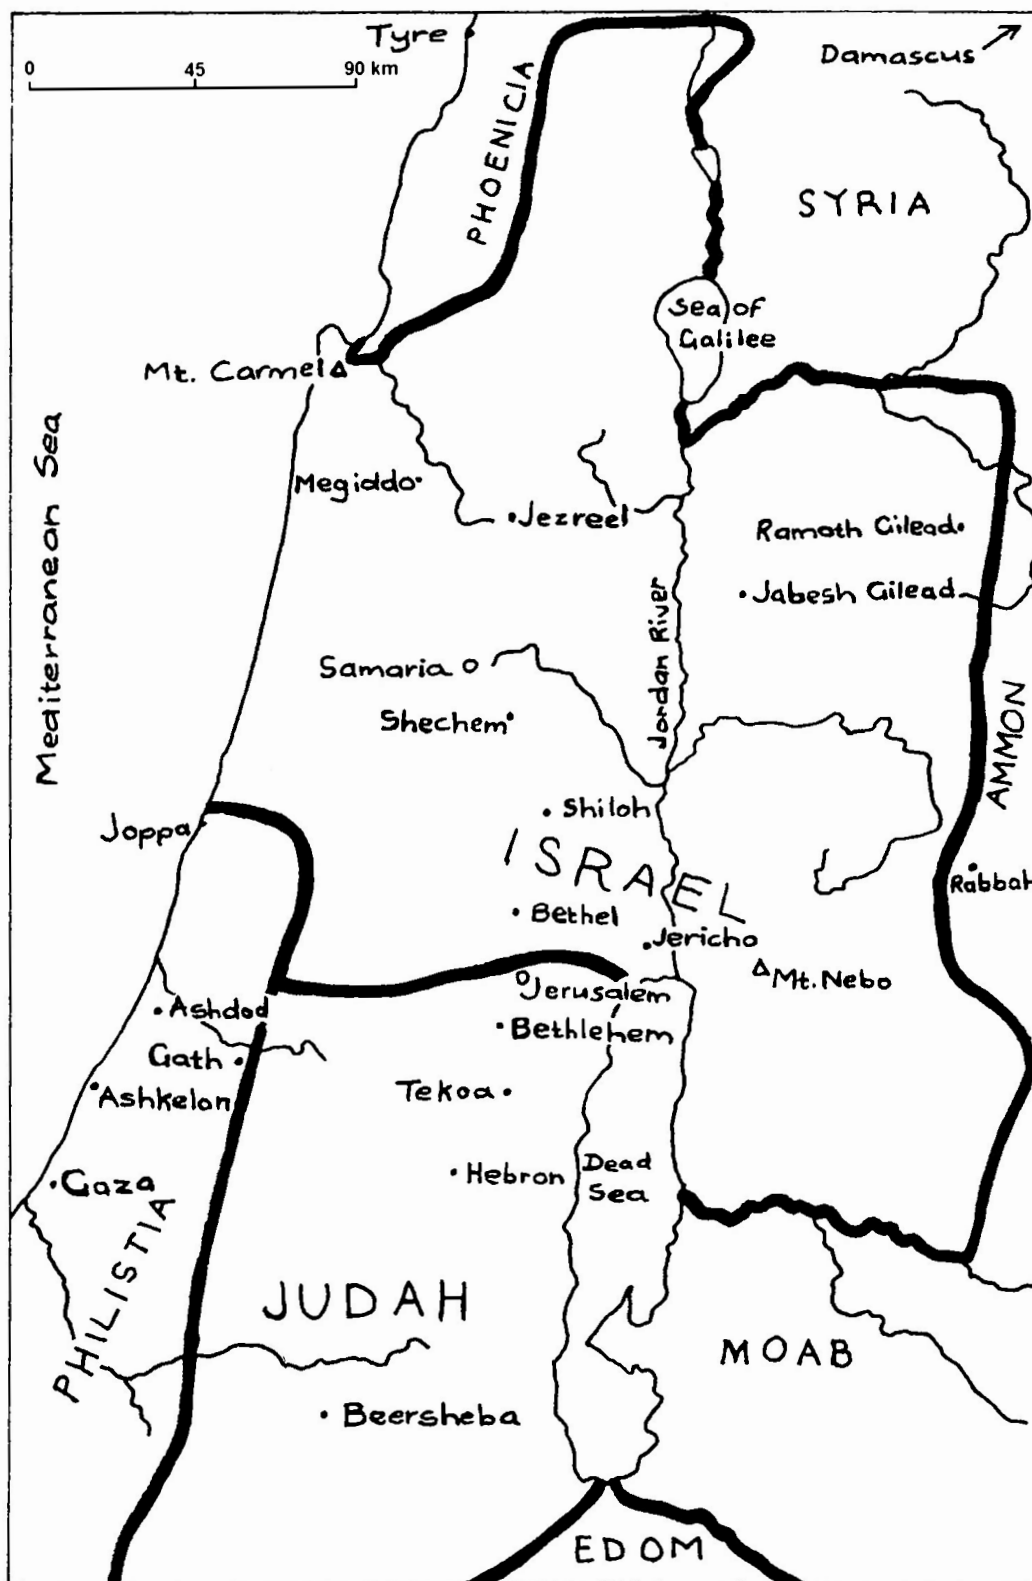 Tyre
Damascus
0 45 90 km
PHOENICIA
SYRIA
Sea of
Galilee
Mt. Carmel
Mediterranean Sea
Megiddo
Jezreel
Ramoth Gilead
Jabesh Gilead
Jordan River
Samaria
Shechem
AMMON
Shiloh
Joppa
ISRAEL
Rabbah
Bethel
Jericho
Mt. Nebo
Jerusalem
Ashdod
Bethlehem
Gath
Ashkelon
Tekoa
Hebron
Dead
Sea
Gaza
PHILISTIA
JUDAH
MOAB
Beersheba
EDOM